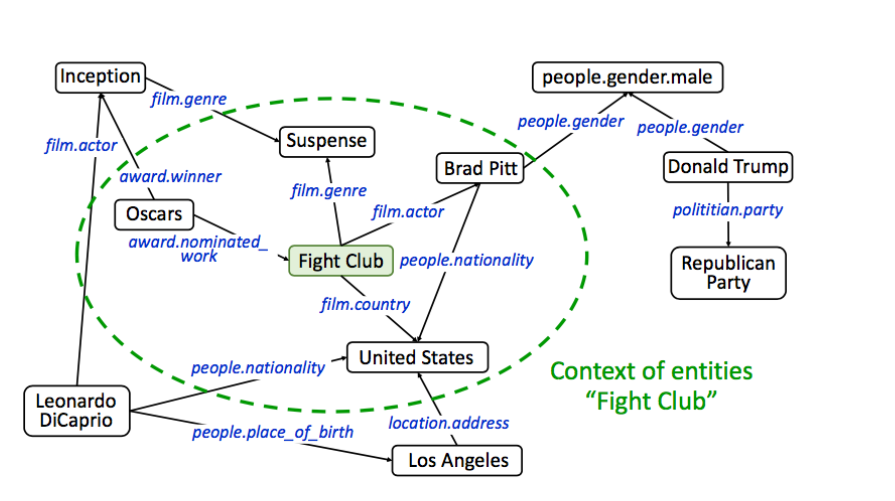 Inception
people.gender.male
film.genre
Suspense
people.gender
people.gender
film.actor
award.winner
Brad Pitt
Donald Trump
film.genre
Oscars
film.actor
polititian.party
award.nominated_
work
Fight Club
people.nationality
Republican
Party
film.country
United States
people.nationality
Context of entities
“Fight Club”
Leonardo
DiCaprio
people.place_of_birth
location.address
Los Angeles